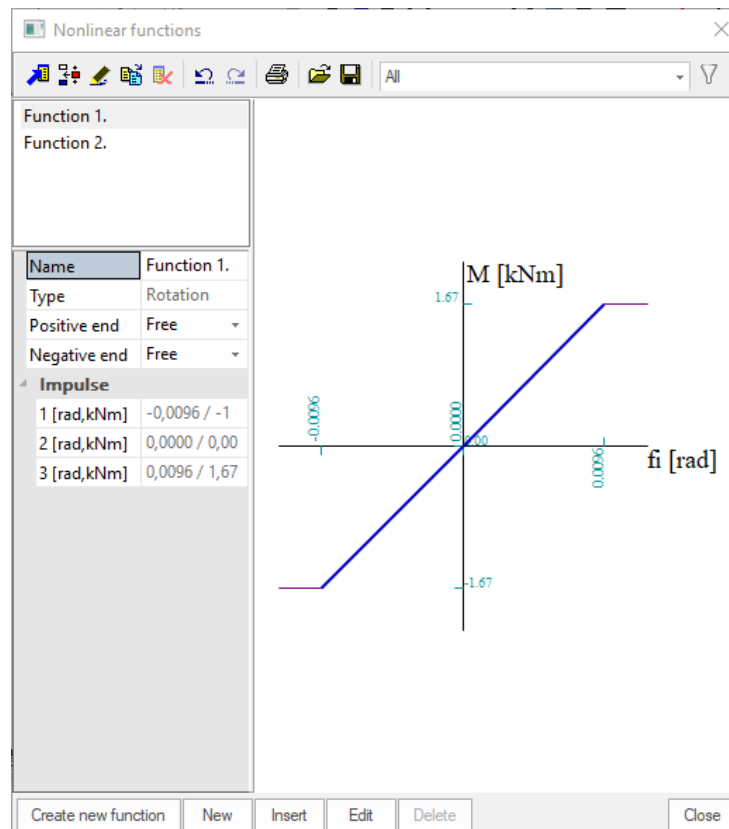 Nonlinear functions
All
Function 1.
Function 2.
Name Function 1.
Type Rotation
Positive end Free
Negative end Free
Impulse
1 [rad,kNm] -0,0096 / -1
2 [rad,kNm] 0,0000 / 0,00
3 [rad,kNm] 0,0096 / 1,67
M [kNm]
1.67
-0.0096
0.0000
0.00
0.0096
fi [rad]
-1.67
Create new function New Insert Edit Delete Close